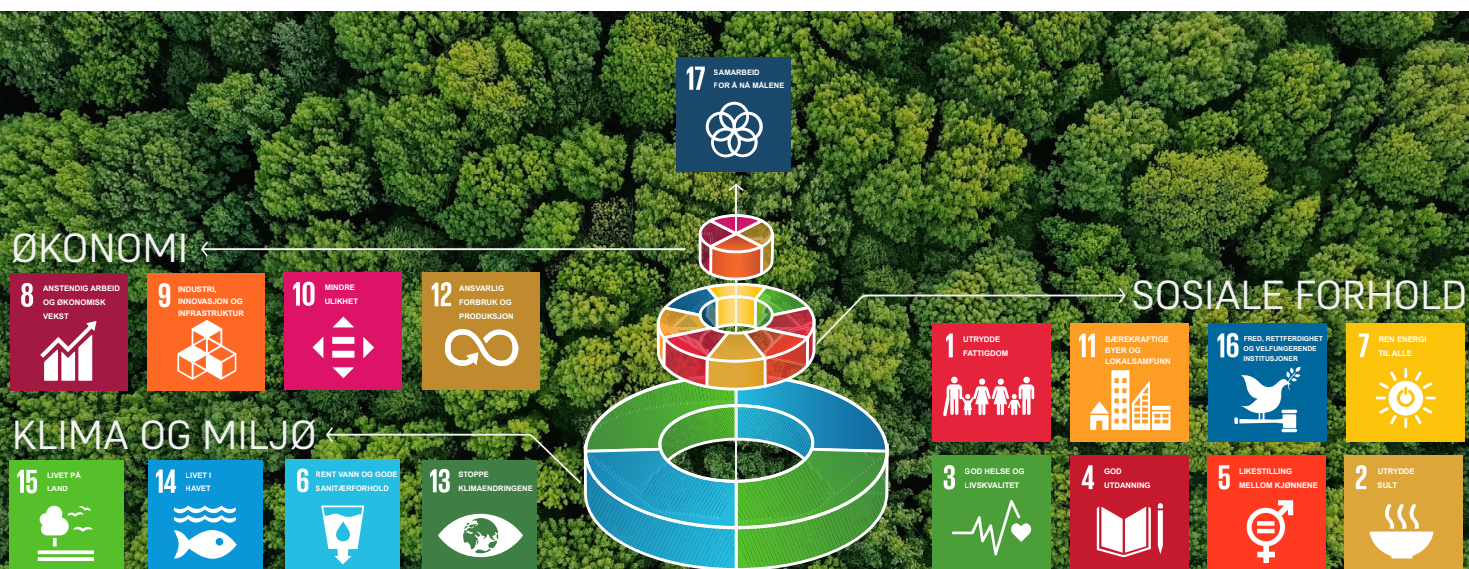 17 SAMARBEID
FOR Å NÅ MÅLENE
ØKONOMI
8 ANSTENDIG ARBEID
OG ØKONOMISK
VEKST
9 INDUSTRI,
INNOVASJON OG
INFRASTRUKTUR
10 MINDRE
ULIKHET
12 ANSVARLIG
FORBRUK OG
PRODUKSJON
SOSIALE FORHOLD
1 UTRYDDE
FATTIGDOM
11 BÆREKRAFTIGE
BYER OG
LOKALSAMFUNN
16 FRED, RETTFERDIGHET
OG VELFUNGERENDE
INSTITUSJONER
7 REN ENERGI
TIL ALLE
KLIMA OG MILJØ
15 LIVET PÅ
LAND
14 LIVET I
HAVET
6 RENT VANN OG GODE
SANITÆRFORHOLD
13 STOPPE
KLIMAENDRINGENE
3 GOD HELSE OG
LIVSKVALITET
4 GOD
UTDANNING
5 LIKESTILLING
MELLOM KJØNNENE
2 UTRYDDE
SULT